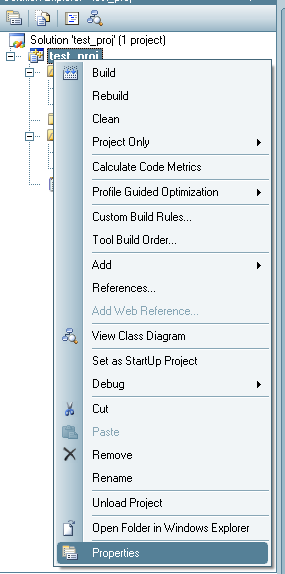 Solution 'test_proj' (1 project)
test_proj
Build
Rebuild
Clean
Project Only
Calculate Code Metrics
Profile Guided Optimization
Custom Build Rules...
Tool Build Order...
Add
References...
Add Web Reference...
View Class Diagram
Set as StartUp Project
Debug
Cut
Paste
Remove
Rename
Unload Project
Open Folder in Windows Explorer
Properties